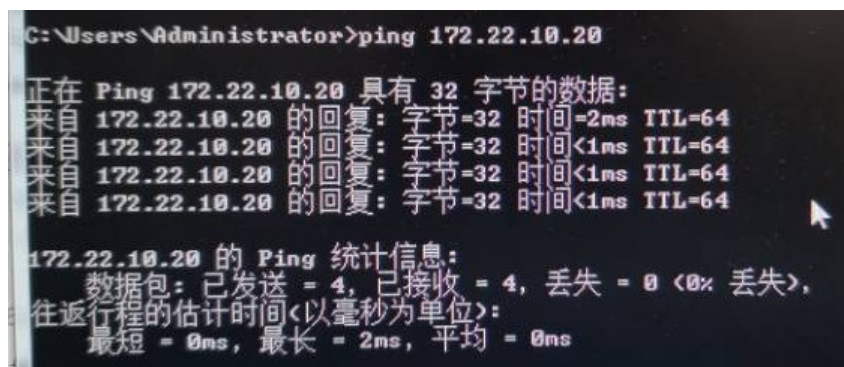 C:\Users\Administrator>ping 172.22.10.20
正在 Ping 172.22.10.20 具有 32 字节的数据:
来自 172.22.10.20 的回复: 字节=32 时间=2ms TTL=64
来自 172.22.10.20 的回复: 字节=32 时间<1ms TTL=64
来自 172.22.10.20 的回复: 字节=32 时间<1ms TTL=64
来自 172.22.10.20 的回复: 字节=32 时间<1ms TTL=64
172.22.10.20 的 Ping 统计信息:
数据包: 已发送 = 4, 已接收 = 4, 丢失 = 0 <0% 丢失>,
往返行程的估计时间<以毫秒为单位>:
最短 = 0ms, 最长 = 2ms, 平均 = 0ms